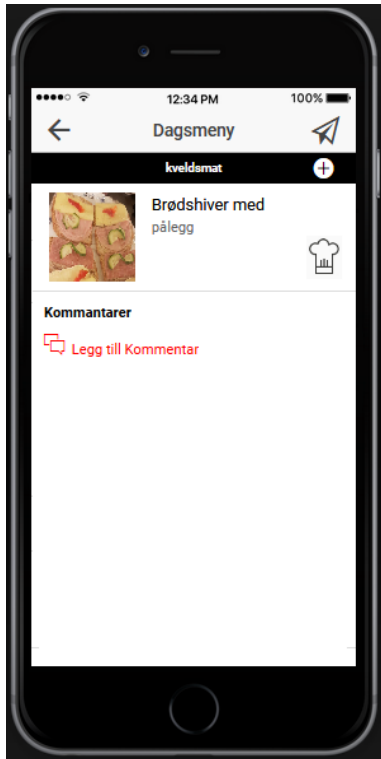 12:34 PM
100%
Dagsmeny
kveldsmat
Brødshiver med
pålegg
Kommantarer
Legg till Kommentar